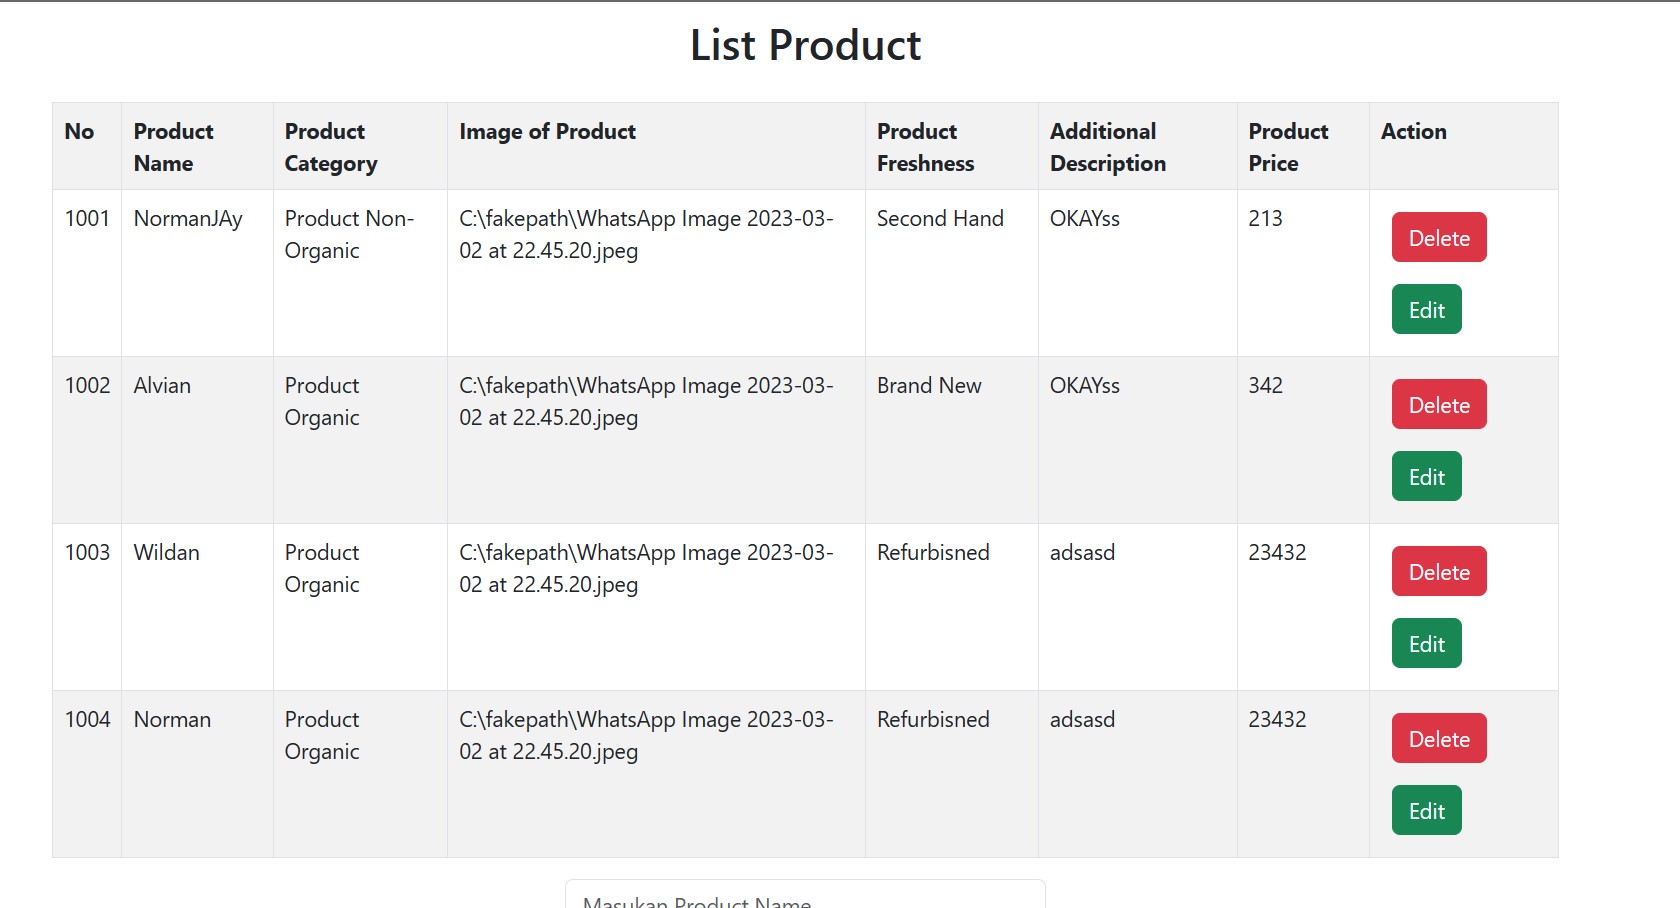 List Product
No Product Name Product Category Image of Product Product Freshness Additional Description Product Price Action
1001 NormanJAy Product Non-Organic C:\fakepath\WhatsApp Image 2023-03-02 at 22.45.20.jpeg Second Hand OKAYss 213 Delete Edit
1002 Alvian Product Organic C:\fakepath\WhatsApp Image 2023-03-02 at 22.45.20.jpeg Brand New OKAYss 342 Delete Edit
1003 Wildan Product Organic C:\fakepath\WhatsApp Image 2023-03-02 at 22.45.20.jpeg Refurbisned adsasd 23432 Delete Edit
1004 Norman Product Organic C:\fakepath\WhatsApp Image 2023-03-02 at 22.45.20.jpeg Refurbisned adsasd 23432 Delete Edit
Masukan Product Name